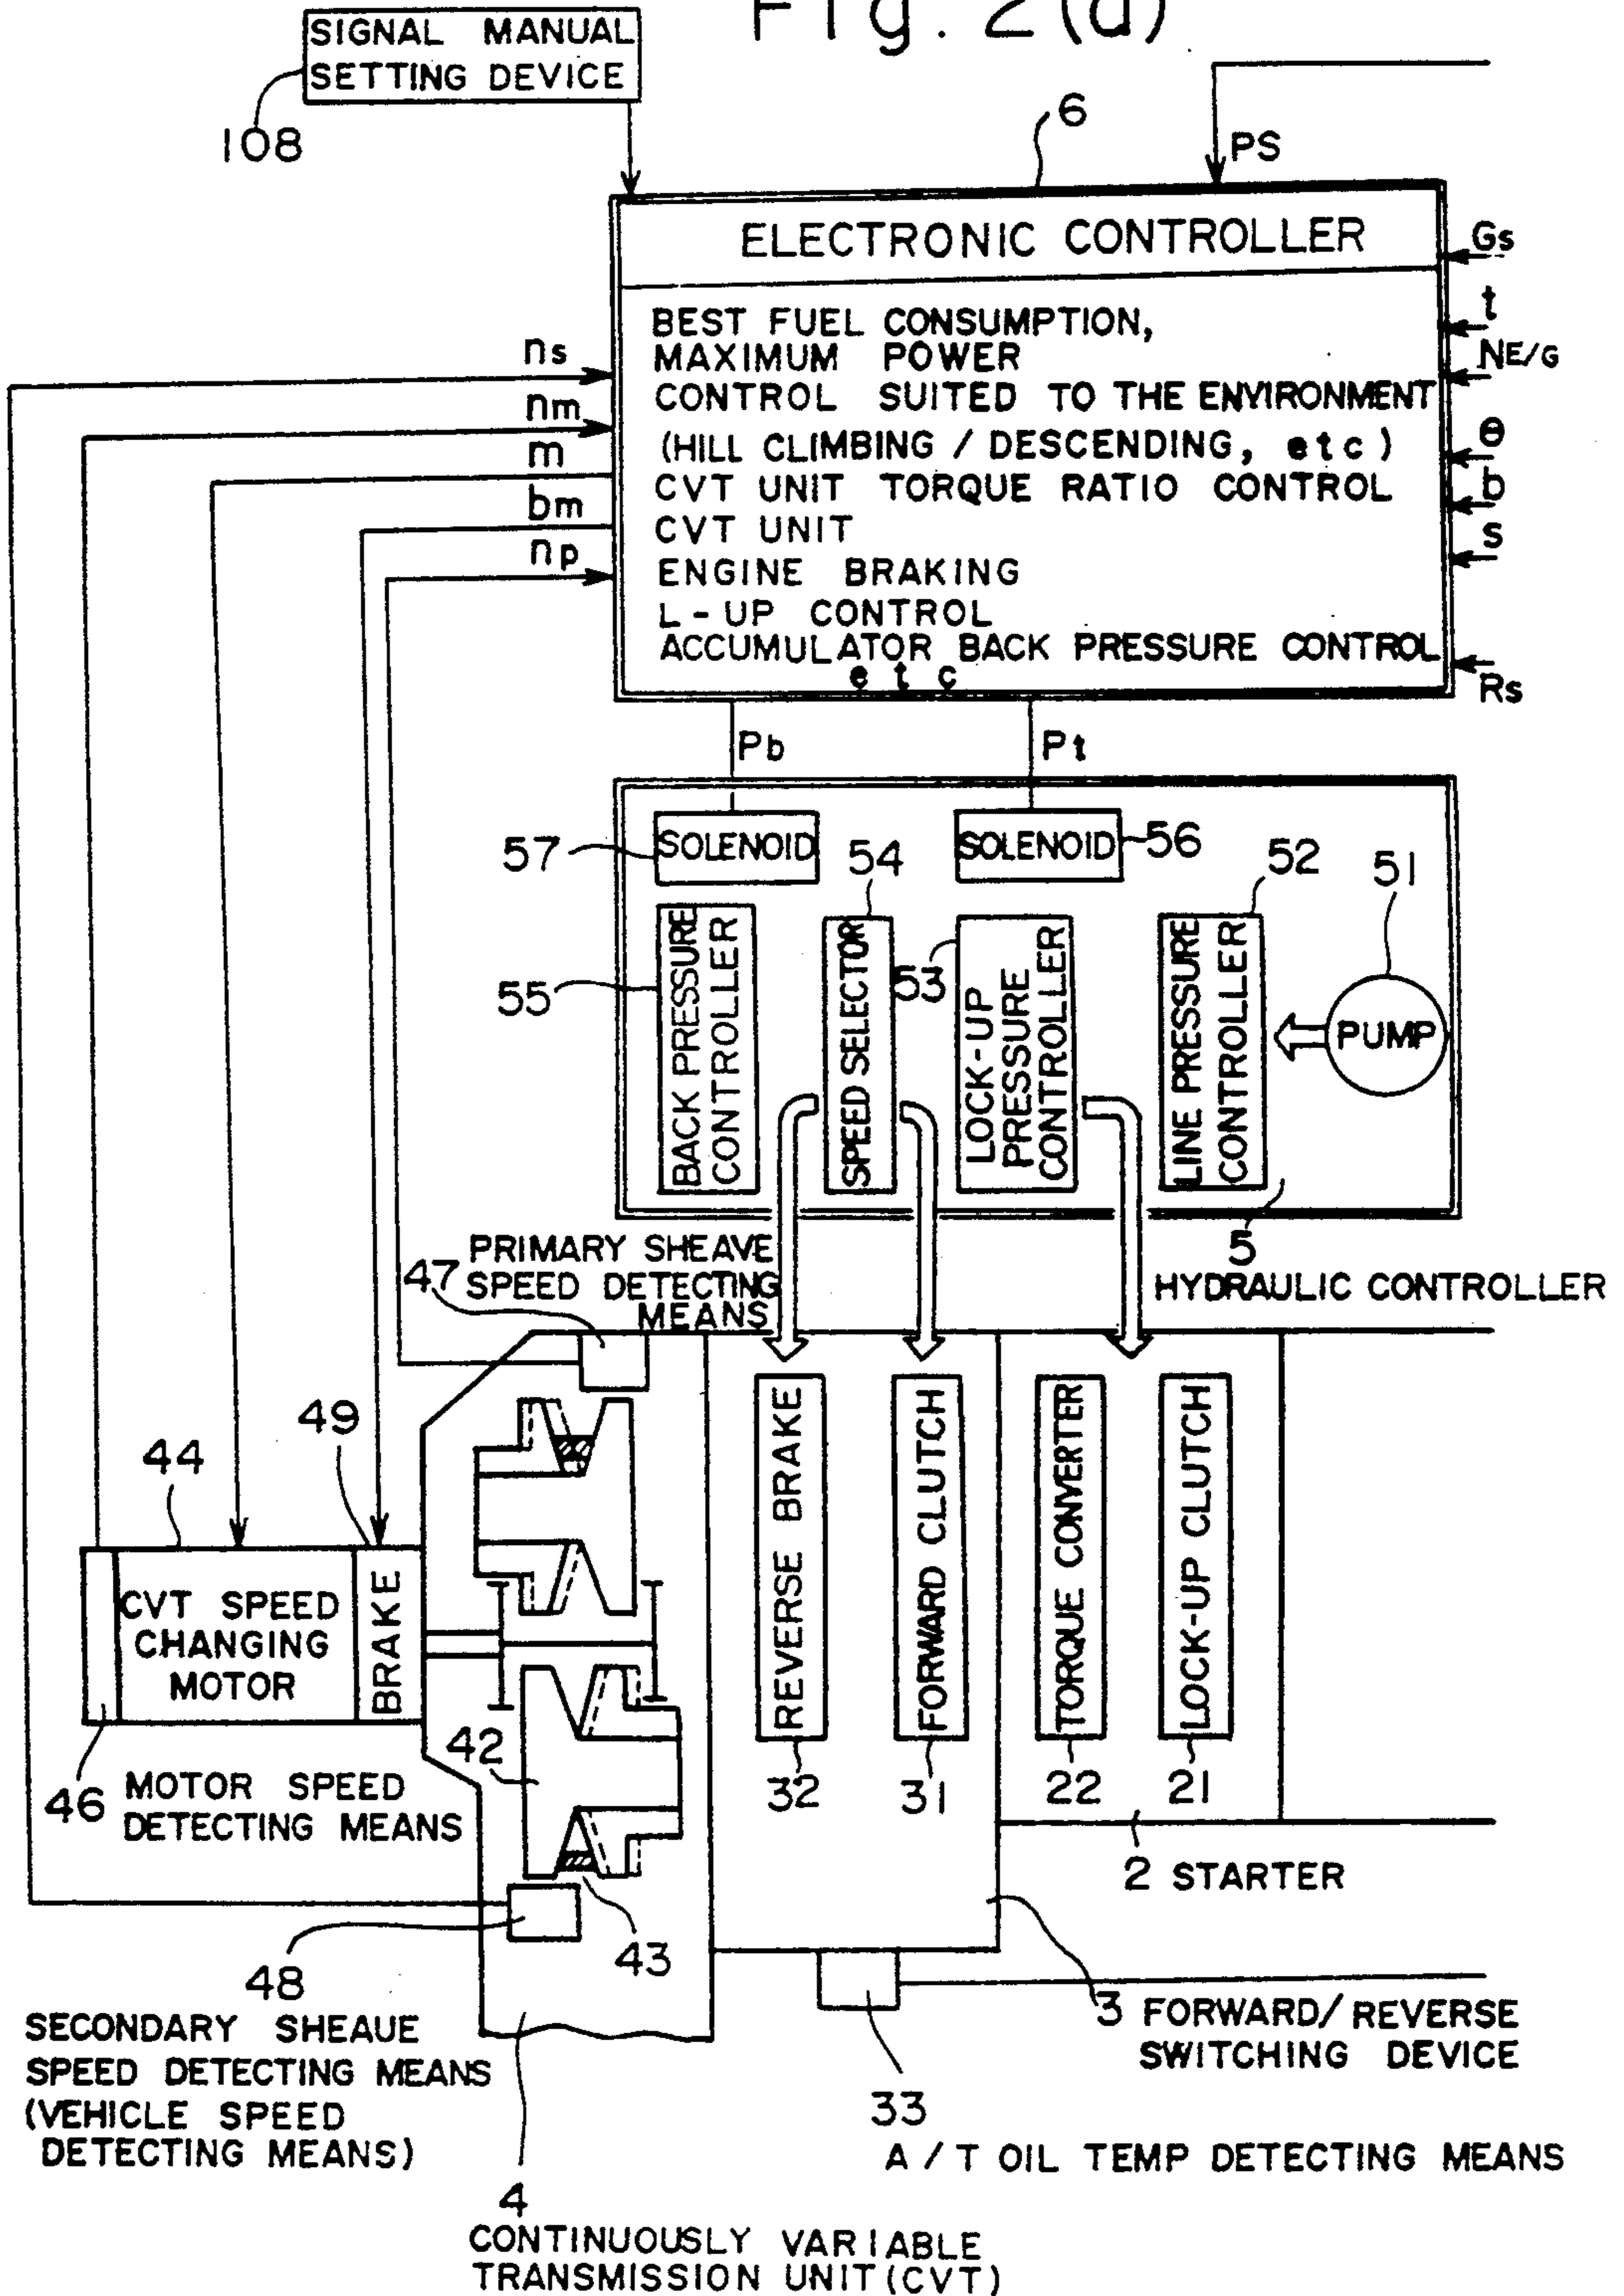 Fig. 2(a)
SIGNAL MANUAL
SETTING DEVICE
108
6
PS
ELECTRONIC CONTROLLER
BEST FUEL CONSUMPTION,
MAXIMUM POWER
CONTROL SUITED TO THE ENVIRONMENT
(HILL CLIMBING / DESCENDING, etc)
CVT UNIT TORQUE RATIO CONTROL
CVT UNIT
ENGINE BRAKING
L-UP CONTROL
ACCUMULATOR BACK PRESSURE CONTROL
etc
ns
nm
m
bm
np
Gs
t
NE/G
θ
b
s
Rs
Pb
Pt
57
SOLENOID
54
SOLENOID
56
52
51
55
BACK PRESSURE
CONTROLLER
SPEED SELECTOR
53
LOCK-UP
PRESSURE
CONTROLLER
LINE PRESSURE
CONTROLLER
PUMP
5
HYDRAULIC CONTROLLER
PRIMARY SHEAVE
SPEED DETECTING
MEANS
47
49
44
CVT SPEED
CHANGING
MOTOR
BRAKE
REVERSE BRAKE
FORWARD CLUTCH
TORQUE CONVERTER
LOCK-UP CLUTCH
42
32
31
22
21
46
MOTOR SPEED
DETECTING MEANS
2 STARTER
43
48
SECONDARY SHEAUE
SPEED DETECTING MEANS
(VEHICLE SPEED
DETECTING MEANS)
3 FORWARD/REVERSE
SWITCHING DEVICE
33
A/T OIL TEMP DETECTING MEANS
4
CONTINUOUSLY VARIABLE
TRANSMISSION UNIT(CVT)